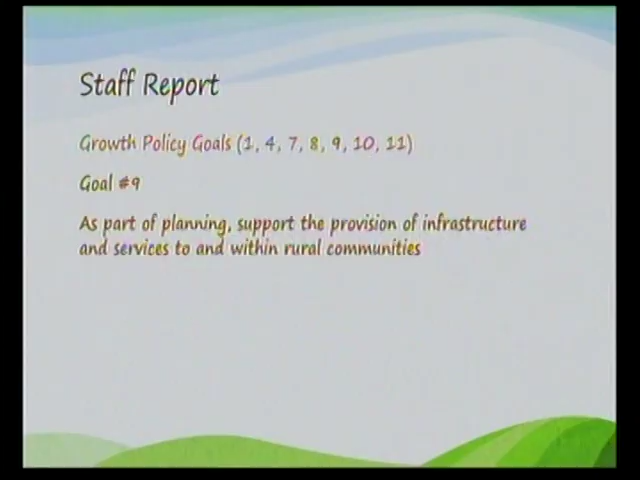 Staff Report
Growth Policy Goals (1, 4, 7, 8, 9, 10, 11)
Goal #9
As part of planning, support the provision of infrastructure
and services to and within rural communities